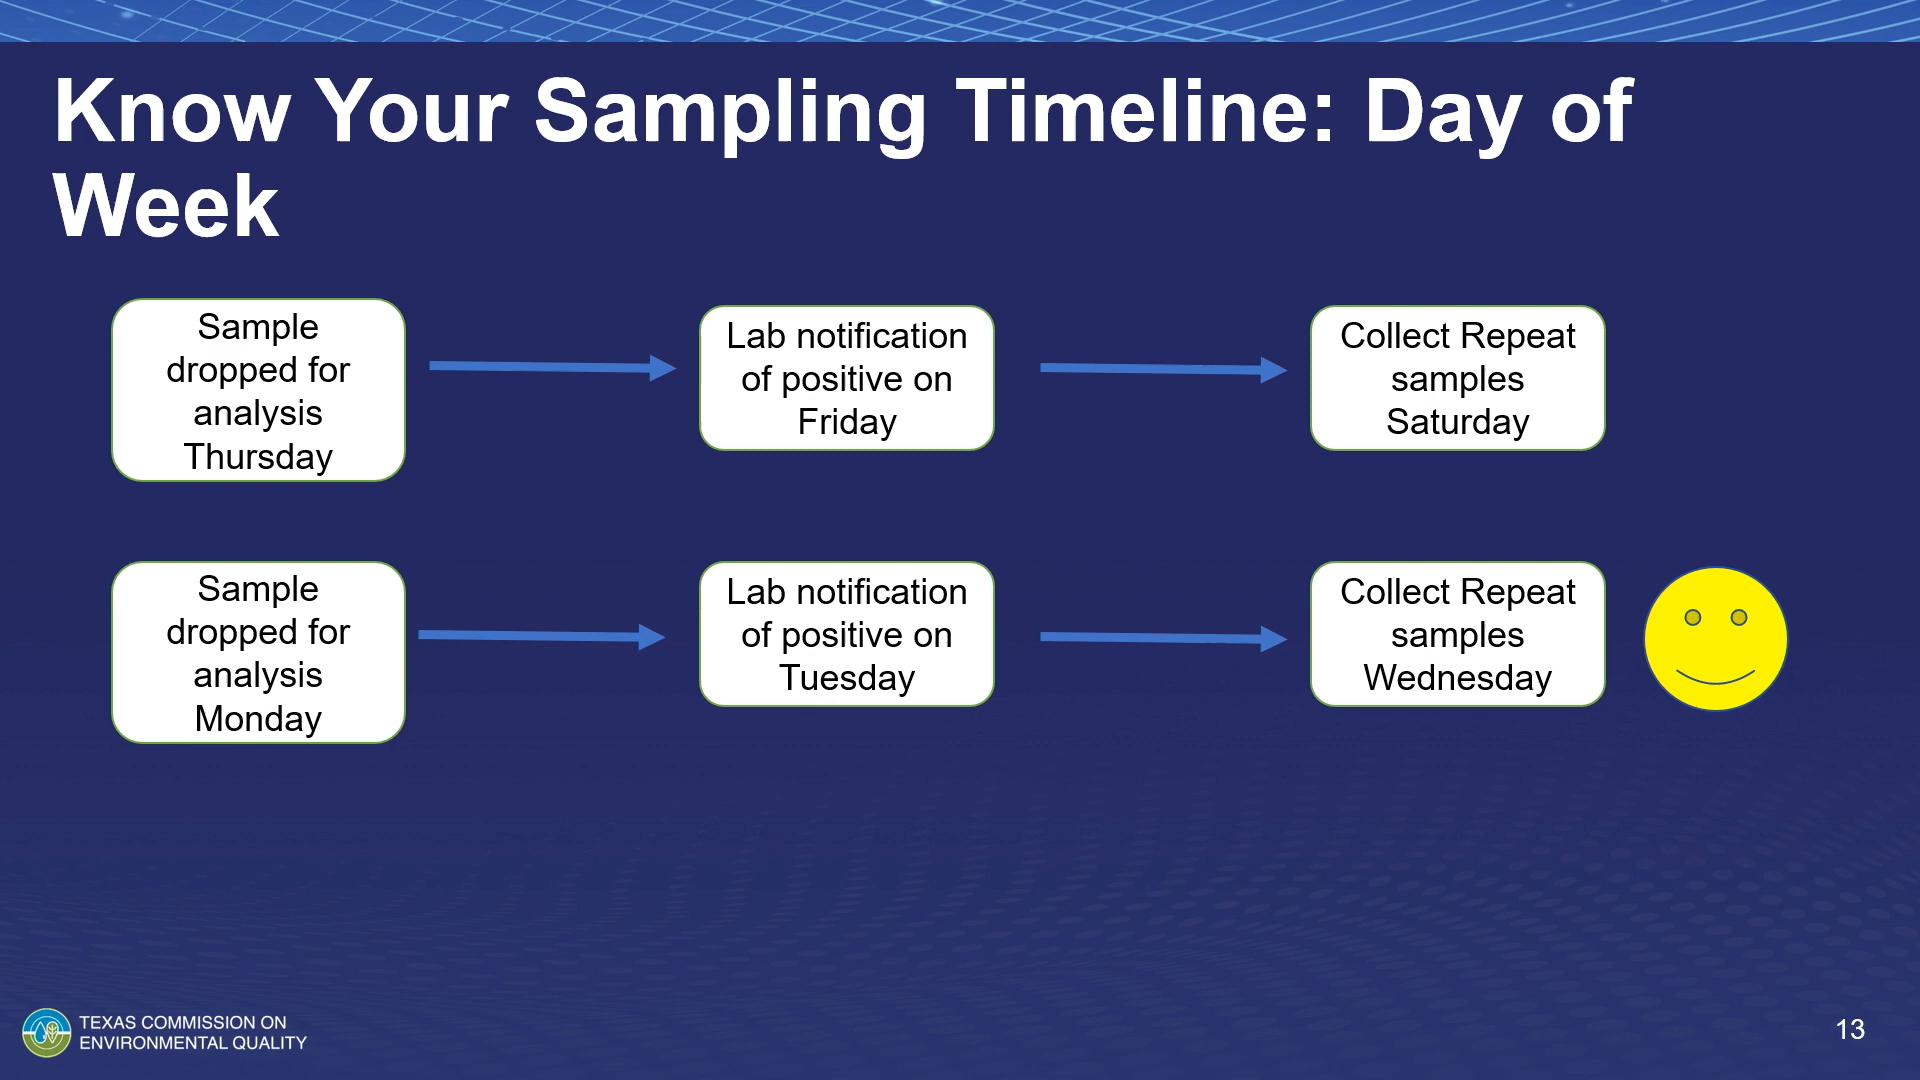 Know Your Sampling Timeline: Day of
Week
Sample
dropped for
analysis
Thursday
Lab notification
of positive on
Friday
Collect Repeat
samples
Saturday
Sample
dropped for
analysis
Monday
Lab notification
of positive on
Tuesday
Collect Repeat
samples
Wednesday
TEXAS COMMISSION ON
ENVIRONMENTAL QUALITY
13